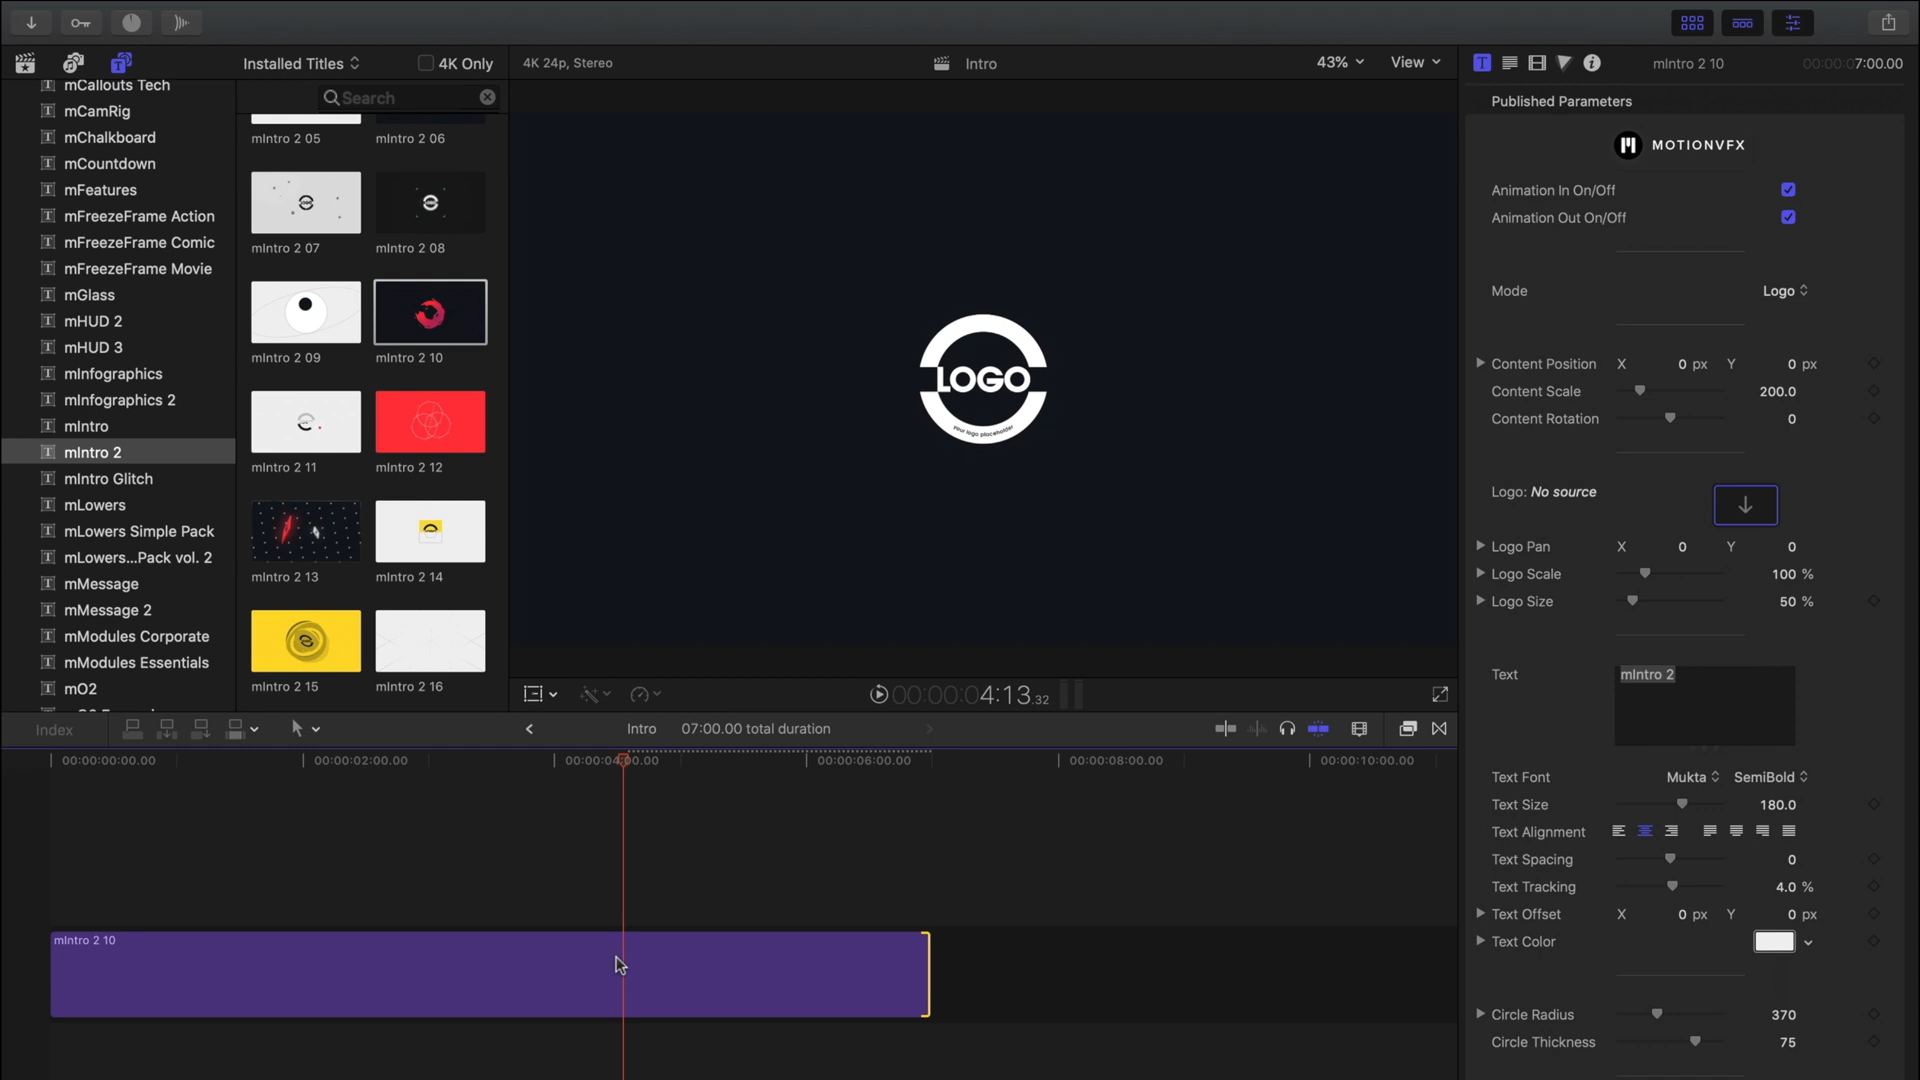 Installed Titles
4K Only
4K 24p, Stereo
Intro
43%
View
mIntro 2 10
00:00:07:00.00
mCallouts Tech
mCamRig
mChalkboard
mCountdown
mFeatures
mFreezeFrame Action
mFreezeFrame Comic
mFreezeFrame Movie
mGlass
mHUD 2
mHUD 3
mInfographics
mInfographics 2
mIntro
mIntro 2
mIntro Glitch
mLowers
mLowers Simple Pack
mLowers...Pack vol. 2
mMessage
mMessage 2
mModules Corporate
mModules Essentials
mO2
Search
mIntro 2 05
mIntro 2 06
mIntro 2 07
mIntro 2 08
mIntro 2 09
mIntro 2 10
mIntro 2 11
mIntro 2 12
mIntro 2 13
mIntro 2 14
mIntro 2 15
mIntro 2 16
LOGO
your logo placeholder
00:00:04:13.32
Published Parameters
MOTIONVFX
Animation In On/Off
Animation Out On/Off
Mode Logo
Content Position X 0 px Y 0 px
Content Scale 200.0
Content Rotation 0
Logo: No source
Logo Pan X 0 Y 0
Logo Scale 100 %
Logo Size 50 %
Text mIntro 2
Text Font Mukta SemiBold
Text Size 180.0
Text Alignment
Text Spacing 0
Text Tracking 4.0 %
Text Offset X 0 px Y 0 px
Text Color
Circle Radius 370
Circle Thickness 75
Index
Intro 07:00.00 total duration
00:00:00:00.00
00:00:02:00.00
00:00:04:00.00
00:00:06:00.00
00:00:08:00.00
00:00:10:00.00
mIntro 2 10